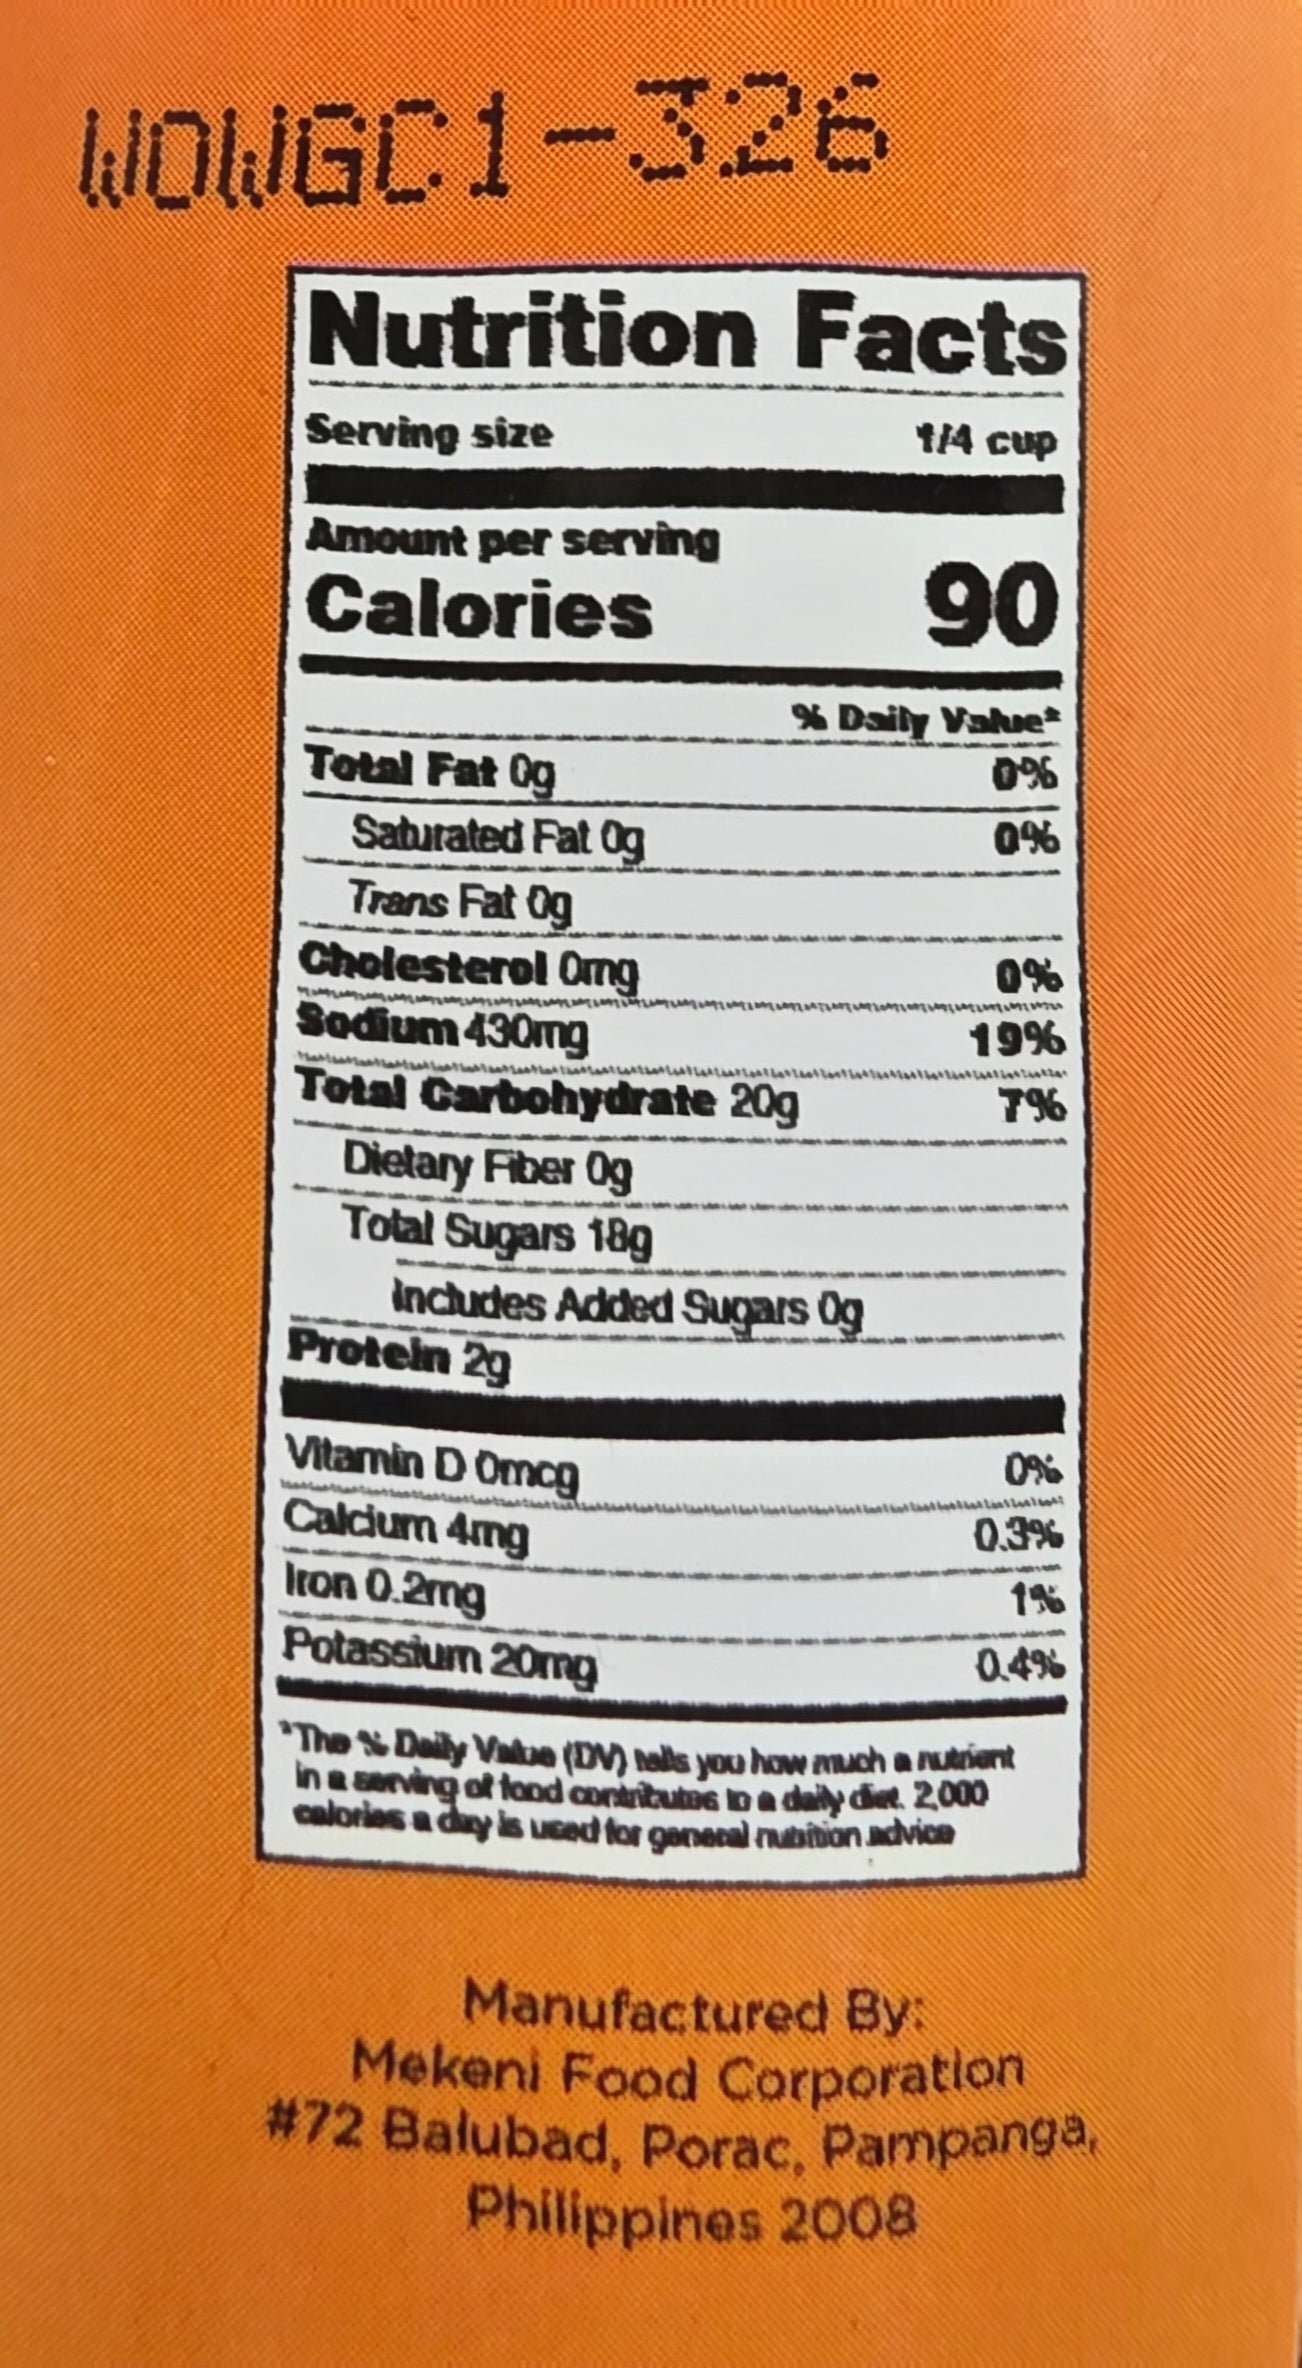 WOWGC1-326
Nutrition Facts
Serving size 1/4 cup
Amount per serving
Calories 90
% Daily Value*
Total Fat 0g 0%
Saturated Fat 0g 0%
Trans Fat 0g
Cholesterol 0mg 0%
Sodium 430mg 19%
Total Carbohydrate 20g 7%
Dietary Fiber 0g
Total Sugars 18g
Includes Added Sugars 0g
Protein 2g
Vitamin D 0mcg 0%
Calcium 4mg 0.3%
Iron 0.2mg 1%
Potassium 20mg 0.4%
*The % Daily Value (DV) tells you how much a nutrient
in a serving of food contributes to a daily diet. 2,000
calories a day is used for general nutrition advice
Manufactured By:
Mekeni Food Corporation
#72 Balubad, Porac, Pampanga,
Philippines 2008